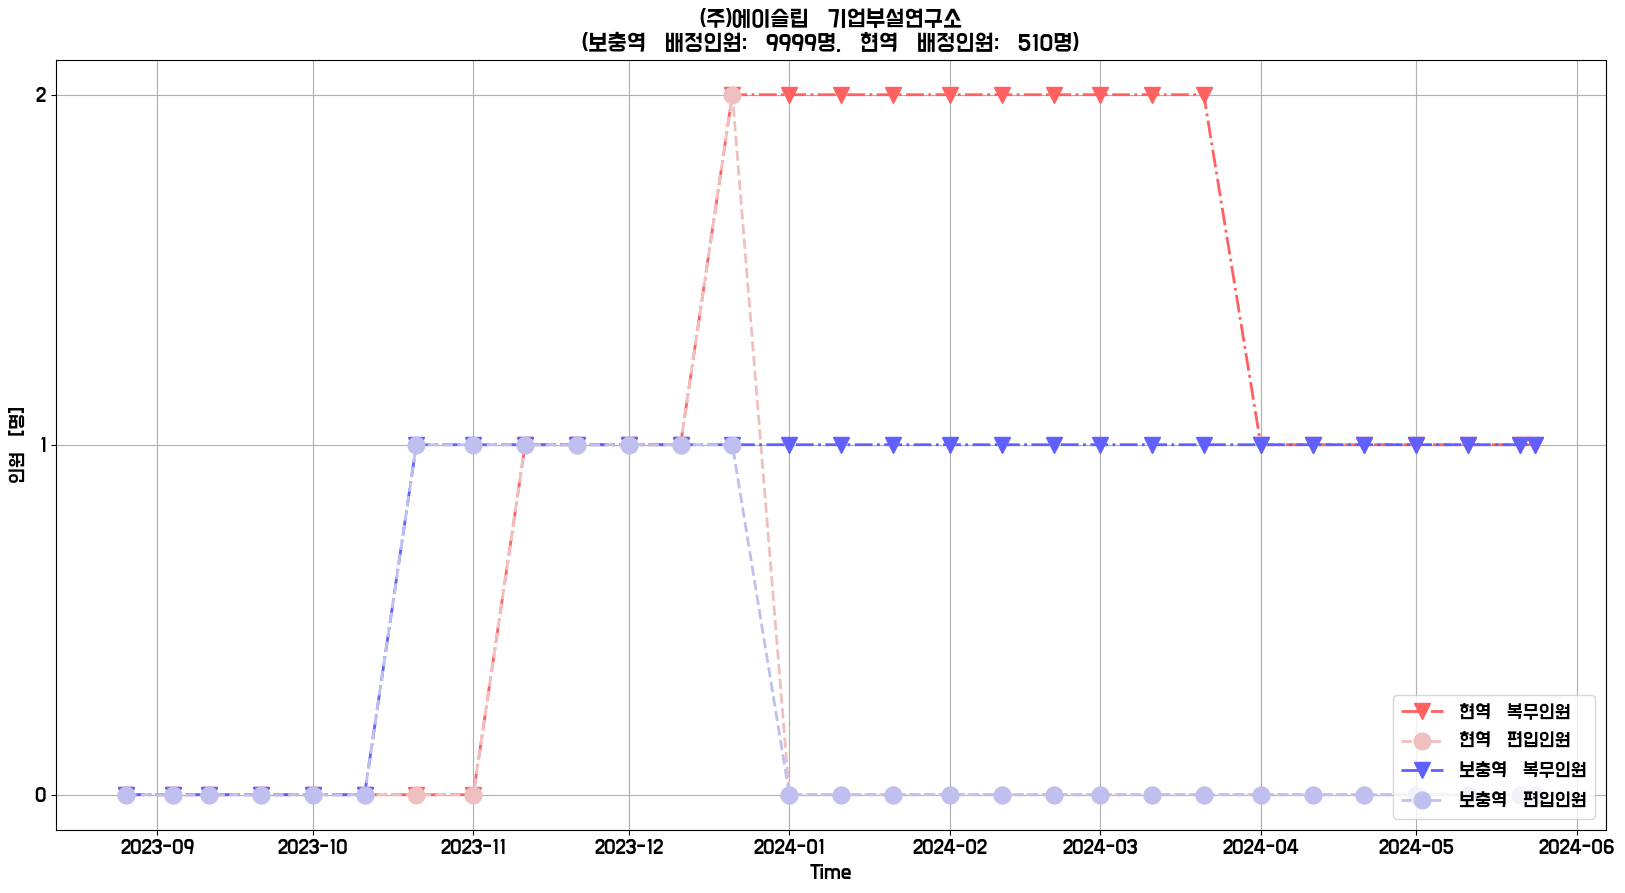 (주)에이슬립 기업부설연구소
(보충역 배정인원: 9999명, 현역 배정인원: 510명)
인원 [명]
2
1
0
현역 복무인원
현역 편입인원
보충역 복무인원
보충역 편입인원
2023-09 2023-10 2023-11 2023-12 2024-01 2024-02 2024-03 2024-04 2024-05 2024-06
Time